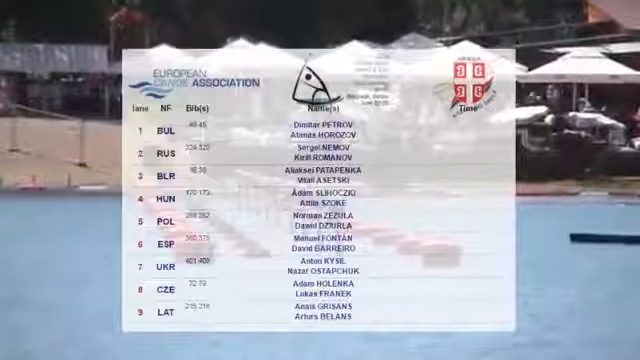 EUROPEAN
CANOE ASSOCIATION
lane NF Bib(s) Name(s) Time
1 BUL Dimitar PETROV
Atanas HOROZOV
2 RUS Sergei NEMOV
Kirill ROMANOV
3 BLR Aliaksei PATAPENKA
ASETSKI
4 HUN Ádám SLIHOCZKI
Attila SZOKE
5 POL Norman ZEZULA
Dawid DZIURLA
6 ESP Manuel FONTAN
David BARREIRO
7 UKR Anton KYSIL
Nazar OSTAPCHUK
8 CZE 72 79 Adam HOLENKA
Lukas FRANEK
9 LAT Ansis GRISANS
Arturs BELANS